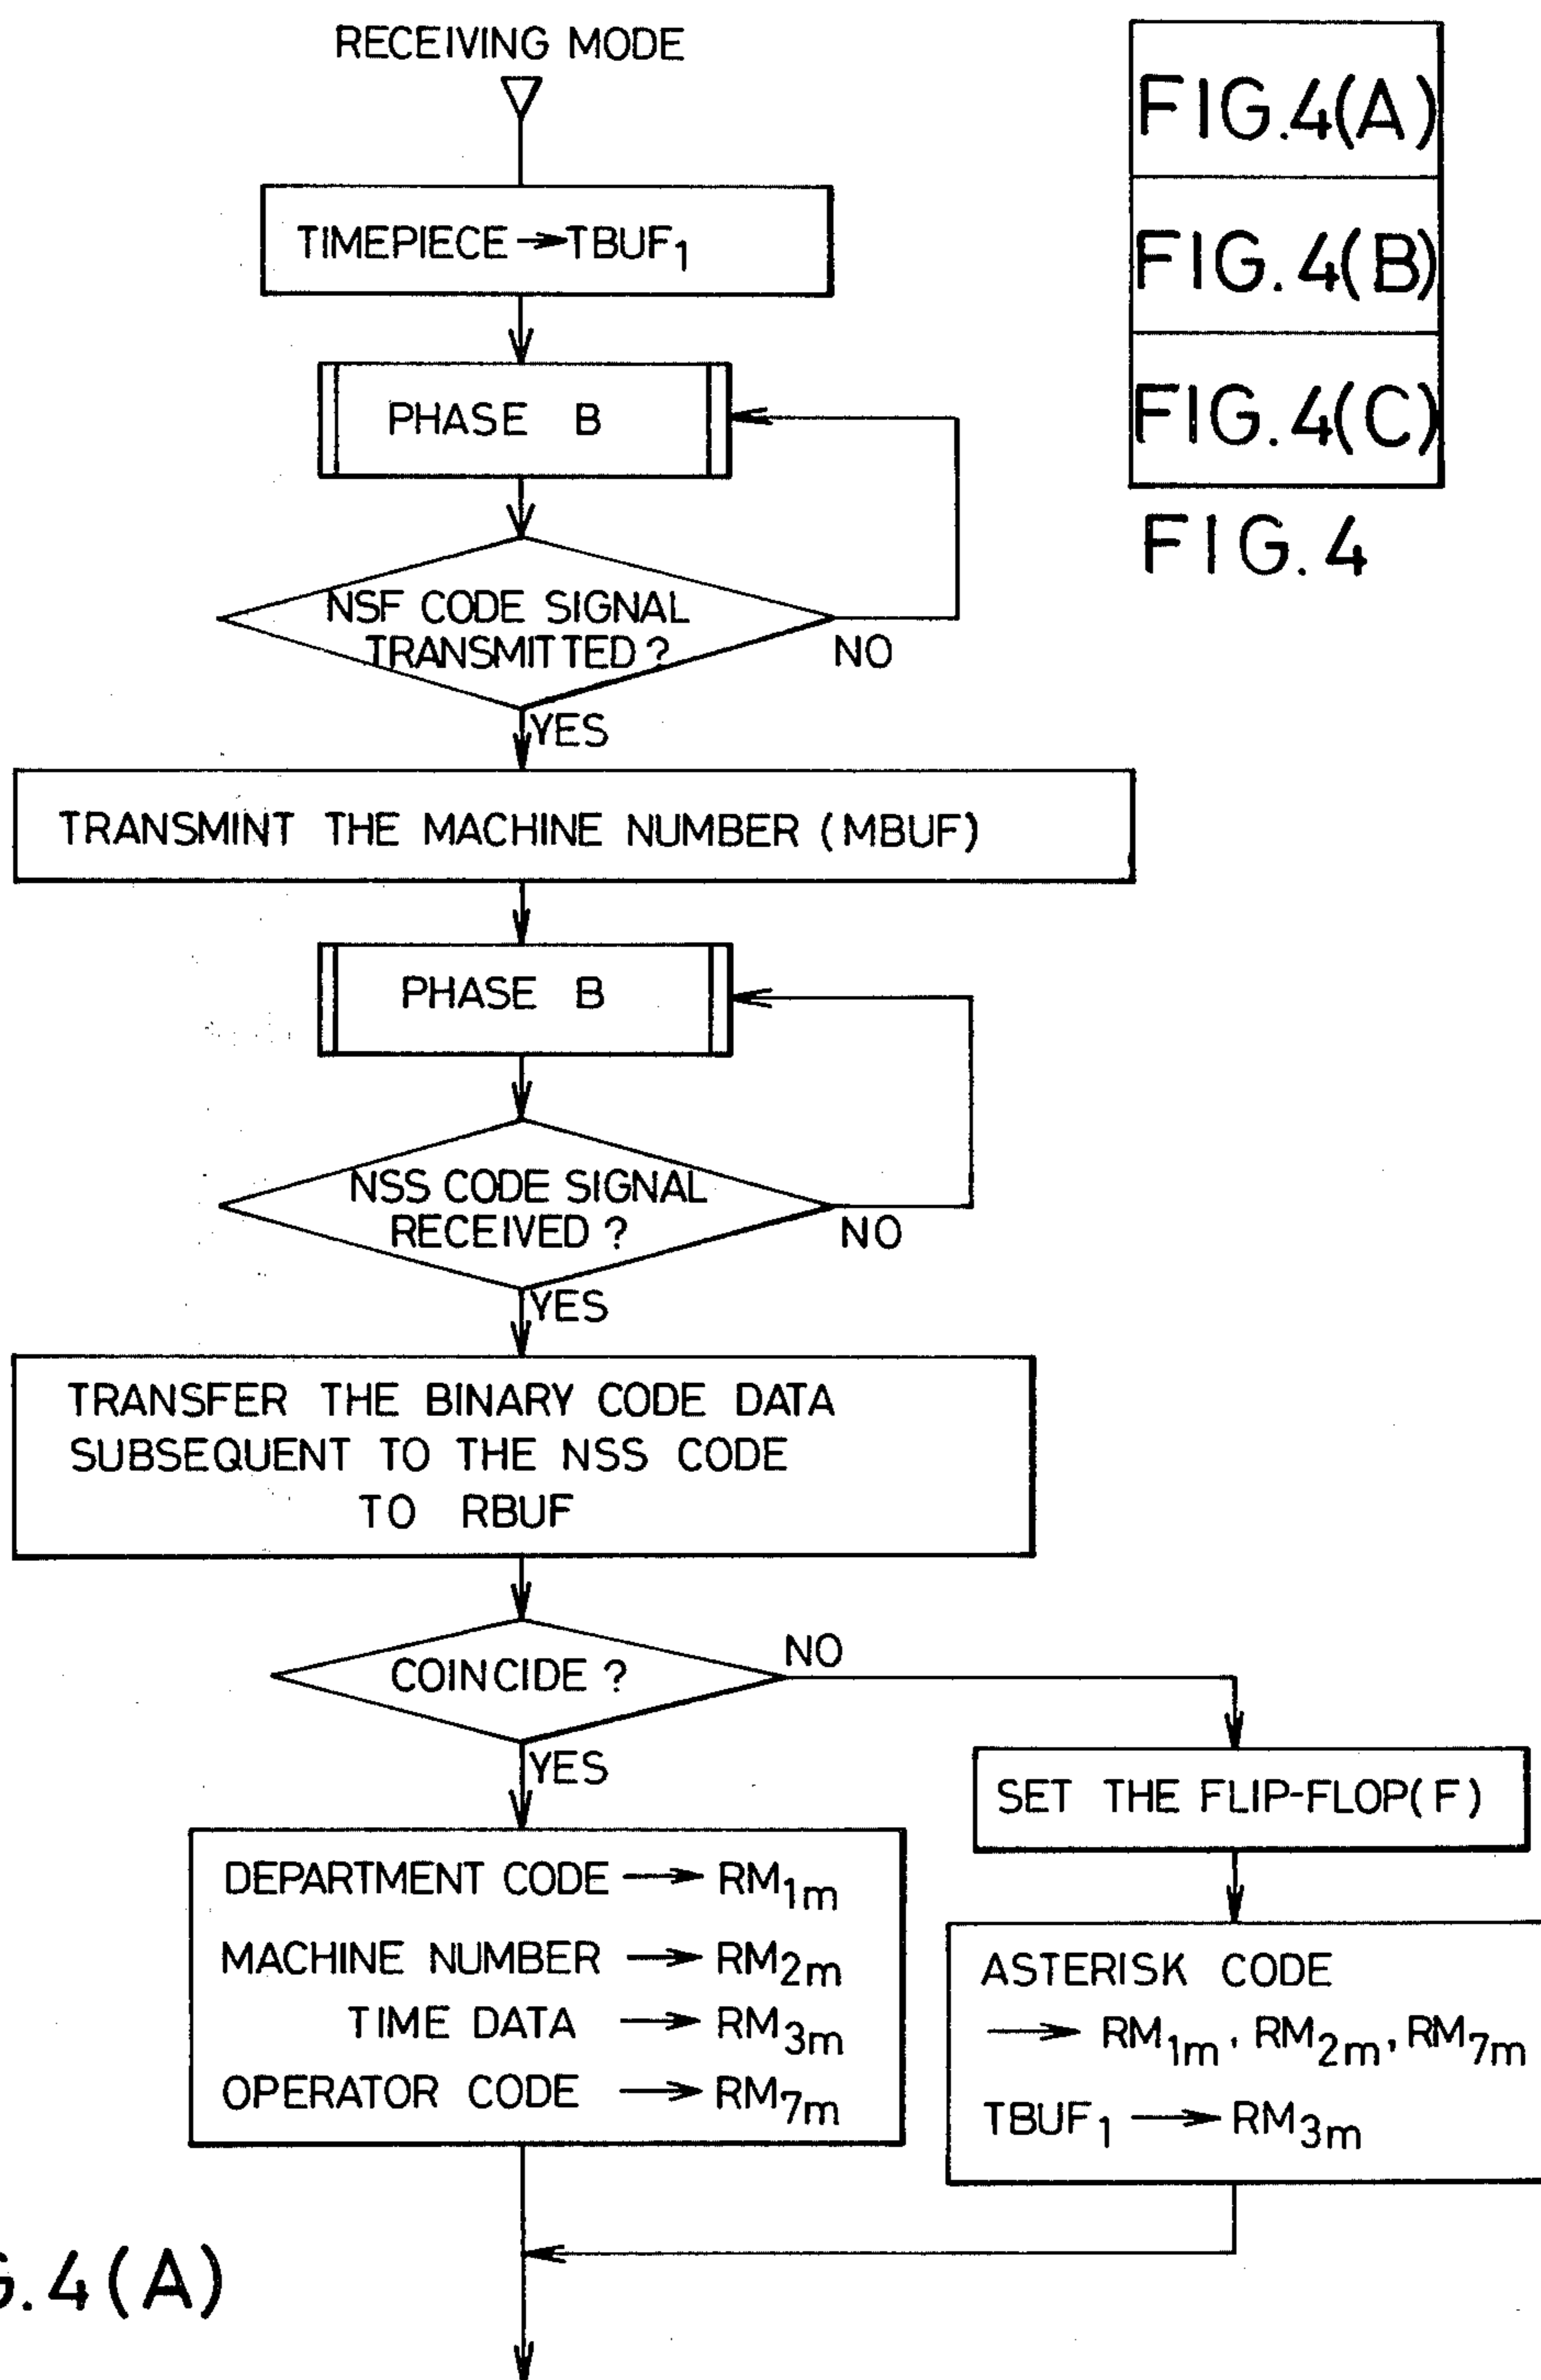 RECEIVING MODE
TIMEPIECE → TBUF₁
PHASE B
NSF CODE SIGNAL
TRANSMITTED ?
NO
YES
TRANSMINT THE MACHINE NUMBER (MBUF)
PHASE B
NSS CODE SIGNAL
RECEIVED ?
NO
YES
TRANSFER THE BINARY CODE DATA
SUBSEQUENT TO THE NSS CODE
TO RBUF
COINCIDE ?
NO
YES
DEPARTMENT CODE → RM₁m
MACHINE NUMBER → RM₂m
TIME DATA → RM₃m
OPERATOR CODE → RM₇m
SET THE FLIP-FLOP(F)
ASTERISK CODE
→ RM₁m, RM₂m, RM₇m
TBUF₁ → RM₃m
FIG.4(A)
FIG.4(B)
FIG.4(C)
FIG.4
G.4(A)